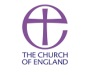 THE CHURCH
OF ENGLAND